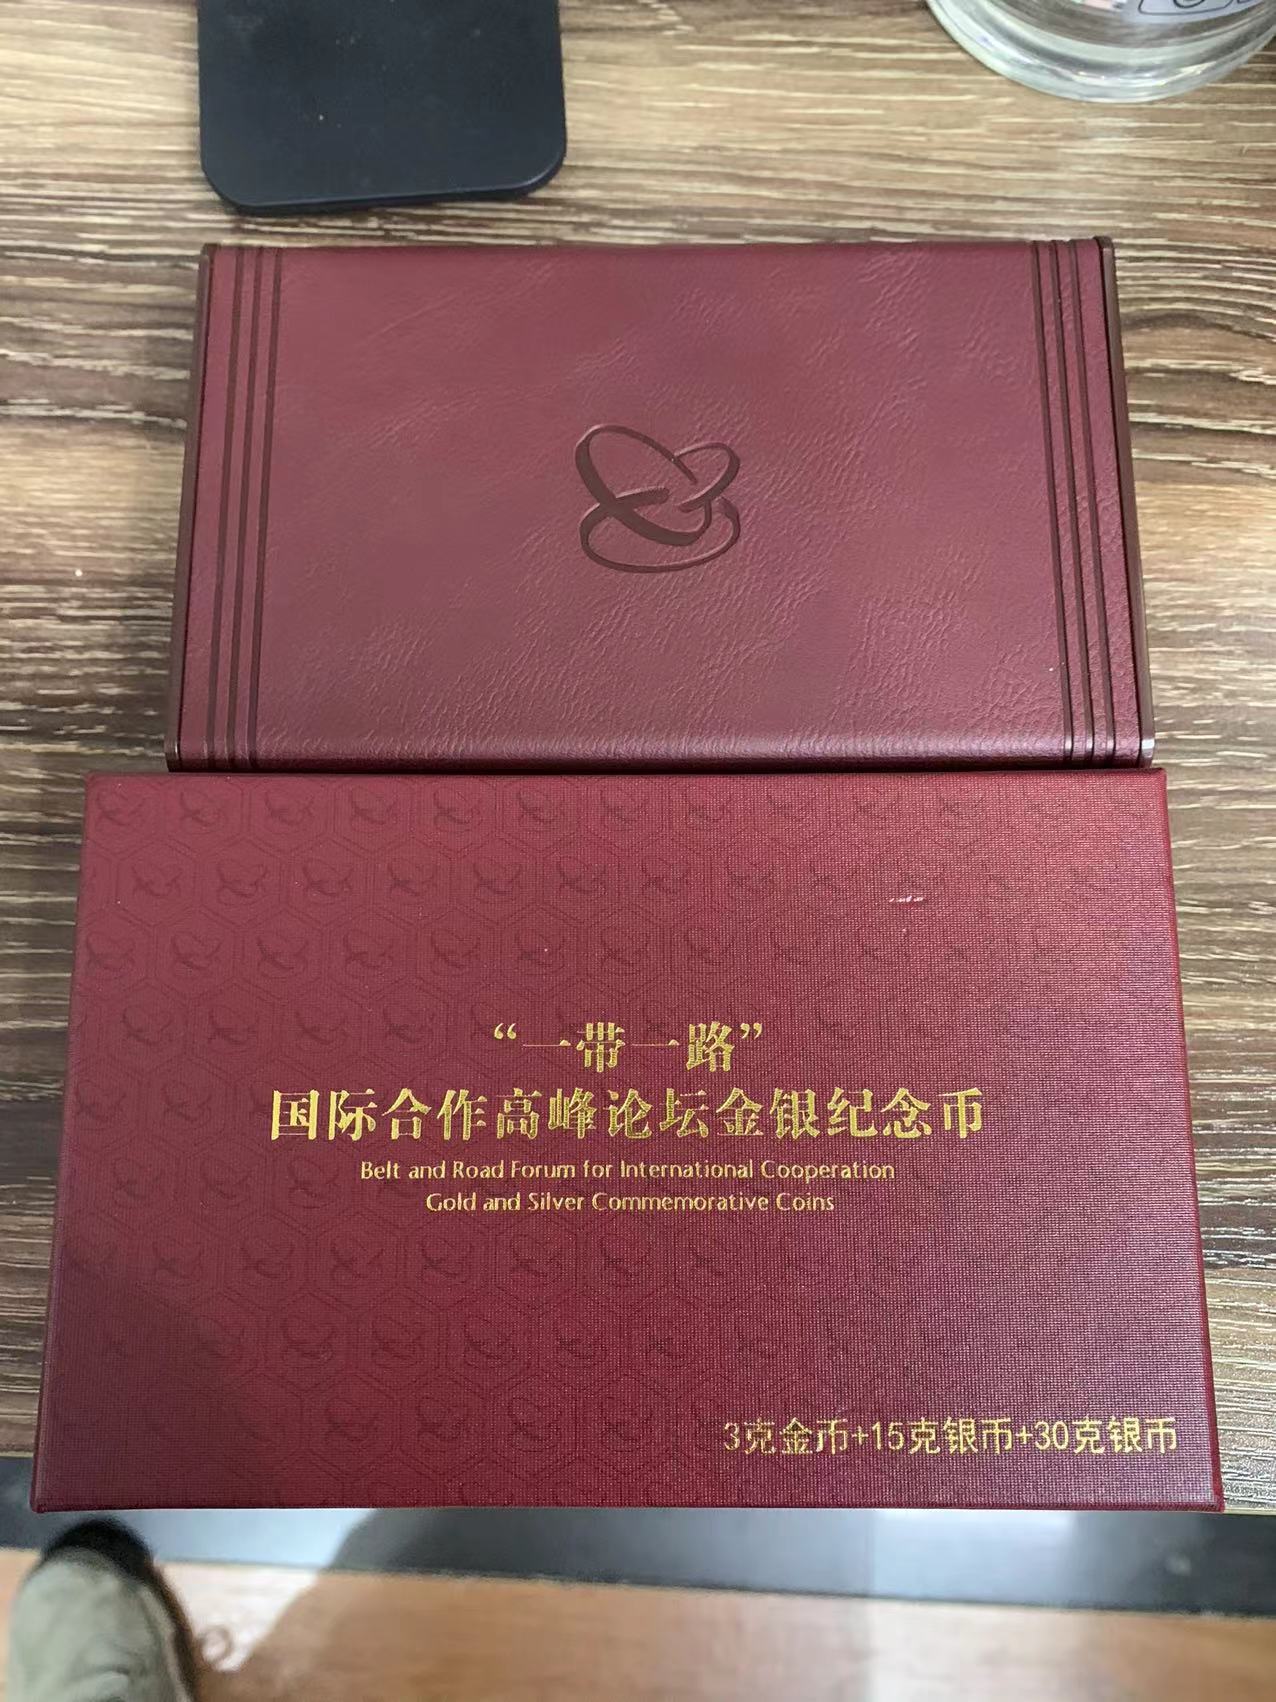 “一带一路”
国际合作高峰论坛金银纪念币
Belt and Road Forum for International Cooperation
Gold and Silver Commemorative Coins
3克金币+15克银币+30克银币